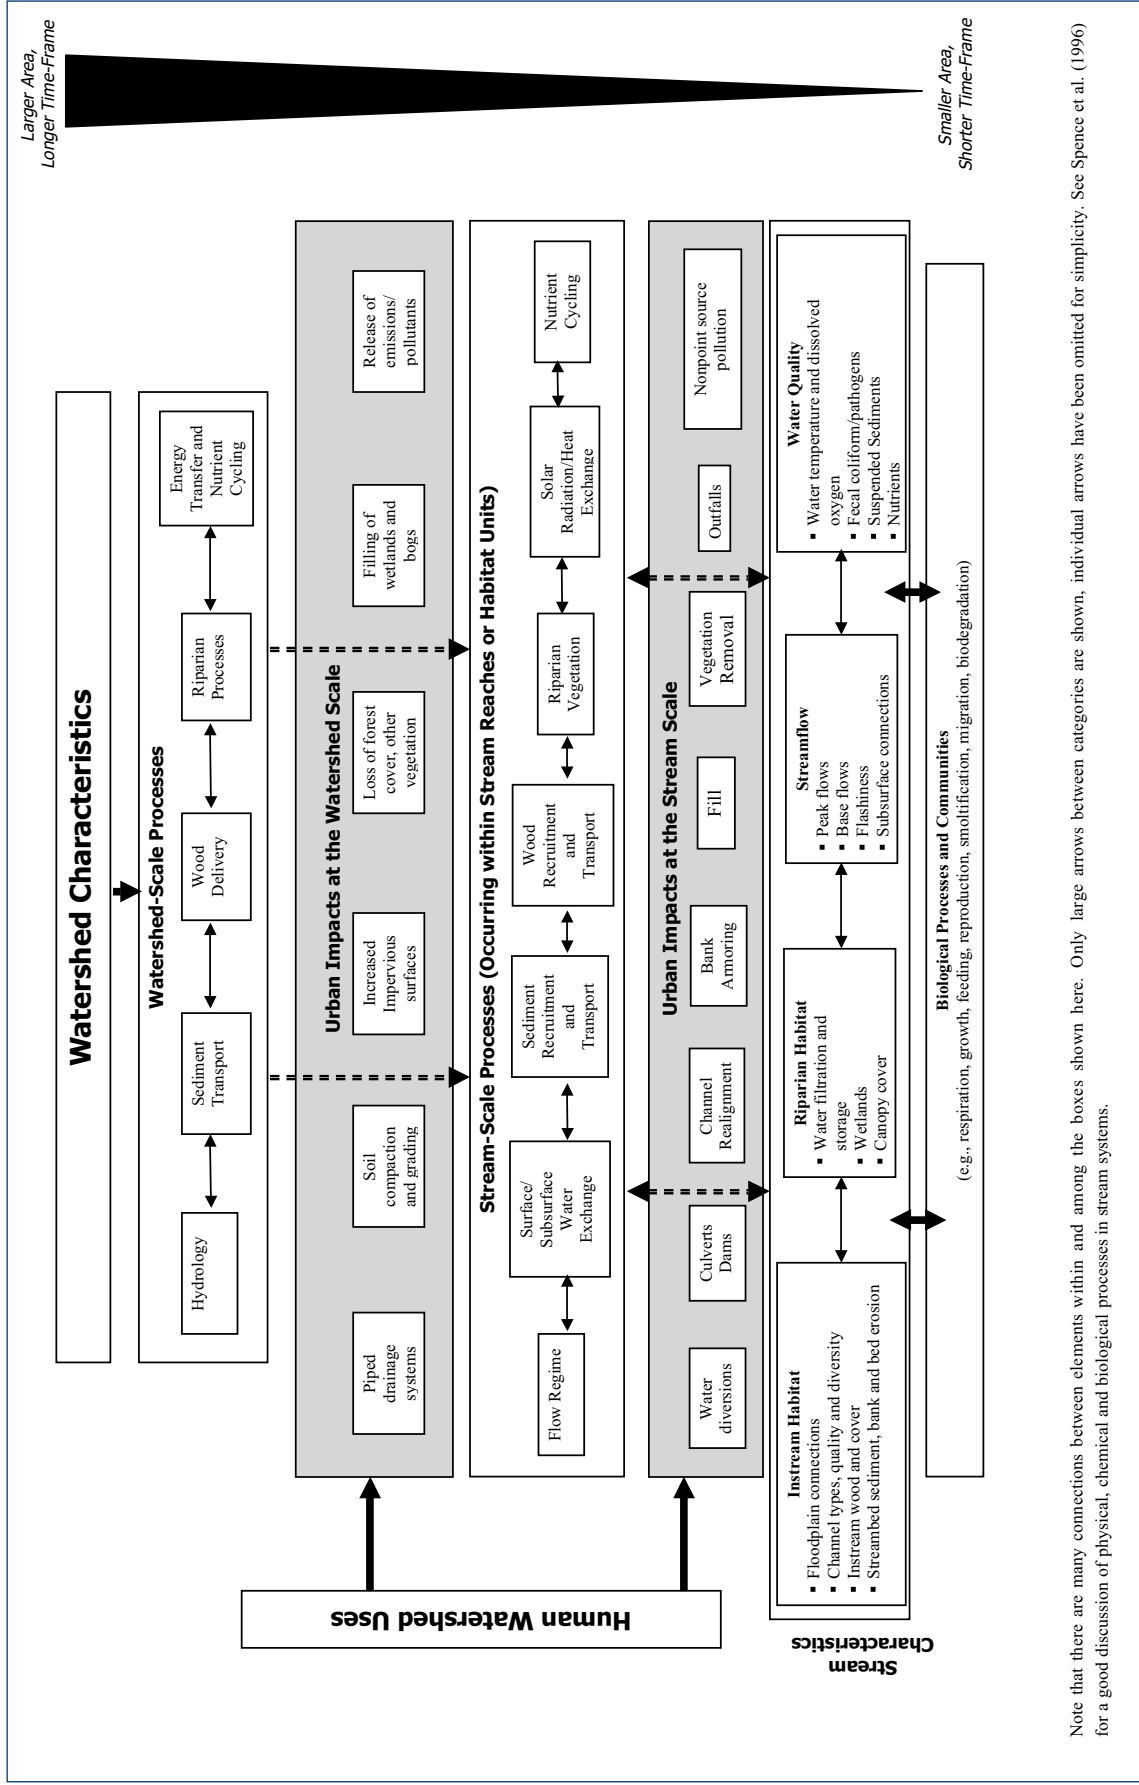 Larger Area,
Longer Time-Frame
Watershed Characteristics
Watershed-Scale Processes
Hydrology
Sediment
Transport
Wood
Delivery
Riparian
Processes
Energy
Transfer and
Nutrient
Cycling
Urban Impacts at the Watershed Scale
Piped
drainage
systems
Soil
compaction
and grading
Increased
Impervious
surfaces
Loss of forest
cover, other
vegetation
Filling of
wetlands and
bogs
Release of
emissions/
pollutants
Human Watershed Uses
Stream-Scale Processes (Occurring within Stream Reaches or Habitat Units)
Flow Regime
Surface/
Subsurface
Water
Exchange
Sediment
Recruitment
and
Transport
Wood
Recruitment
and
Transport
Riparian
Vegetation
Solar
Radiation/Heat
Exchange
Nutrient
Cycling
Urban Impacts at the Stream Scale
Water
diversions
Culverts
Dams
Channel
Realignment
Bank
Armoring
Fill
Vegetation
Removal
Outfalls
Nonpoint source
pollution
Stream
Characteristics
Instream Habitat
▪ Floodplain connections
▪ Channel types, quality and diversity
▪ Instream wood and cover
▪ Streambed sediment, bank and bed erosion
Riparian Habitat
▪ Water filtration and
storage
▪ Wetlands
▪ Canopy cover
Streamflow
▪ Peak flows
▪ Base flows
▪ Flashiness
▪ Subsurface connections
Water Quality
▪ Water temperature and dissolved
oxygen
▪ Fecal coliform/pathogens
▪ Suspended Sediments
▪ Nutrients
Biological Processes and Communities
(e.g., respiration, growth, feeding, reproduction, smoltification, migration, biodegradation)
Smaller Area,
Shorter Time-Frame
Note that there are many connections between elements within and among the boxes shown here. Only large arrows between categories are shown, individual arrows have been omitted for simplicity. See Spence et al. (1996)
for a good discussion of physical, chemical and biological processes in stream systems.